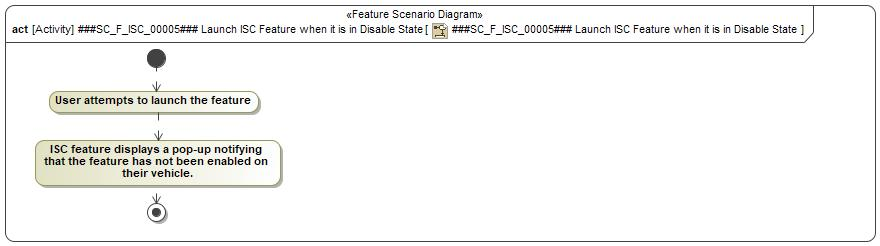 «Feature Scenario Diagram»
act [Activity] ###SC_F_ISC_00005### Launch ISC Feature when it is in Disable State [ ###SC_F_ISC_00005### Launch ISC Feature when it is in Disable State ]
User attempts to launch the feature
ISC feature displays a pop-up notifying
that the feature has not been enabled on
their vehicle.